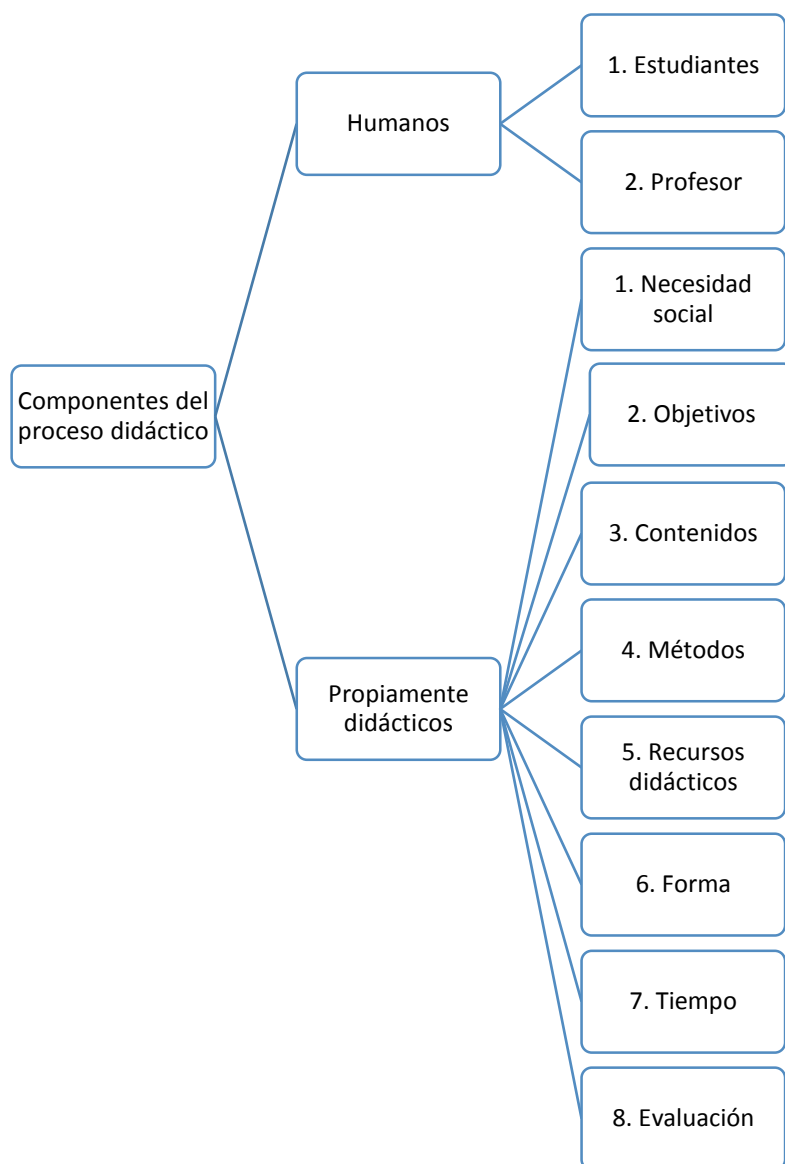 Componentes del
proceso didáctico
Humanos
1. Estudiantes
2. Profesor
Propiamente
didácticos
1. Necesidad
social
2. Objetivos
3. Contenidos
4. Métodos
5. Recursos
didácticos
6. Forma
7. Tiempo
8. Evaluación